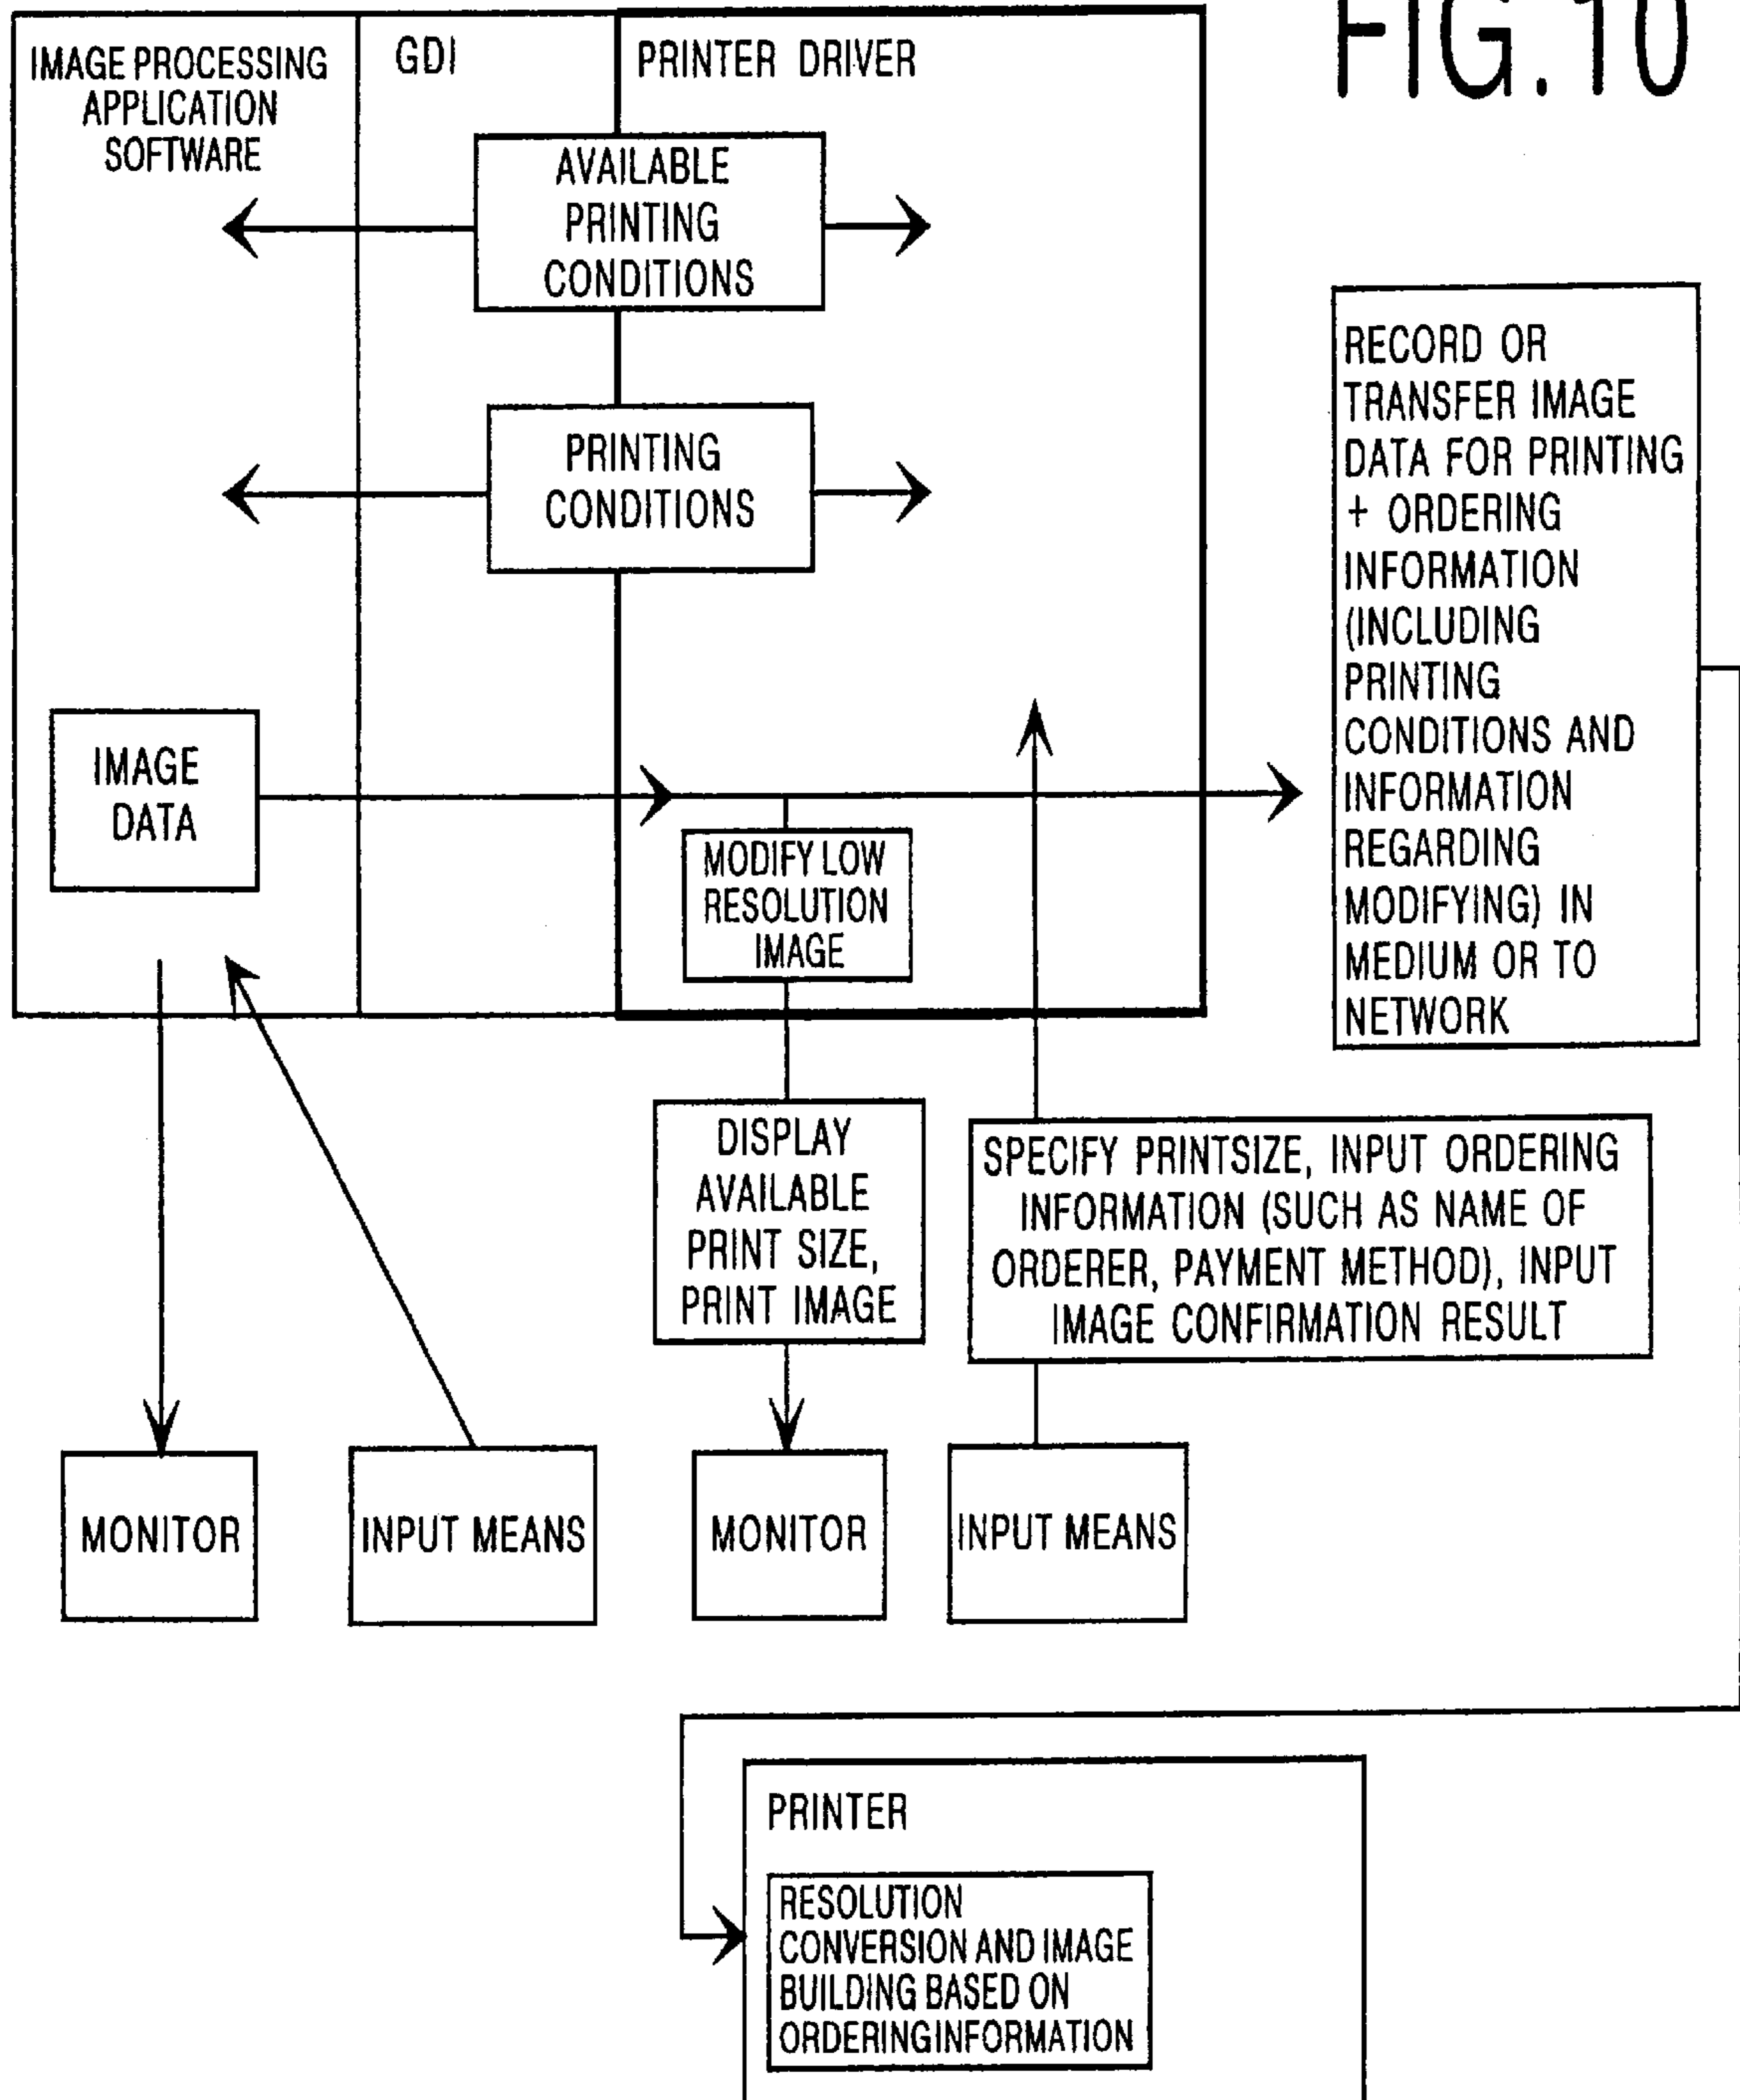 FIG.10
IMAGE PROCESSING
APPLICATION
SOFTWARE
GDI
PRINTER DRIVER
AVAILABLE
PRINTING
CONDITIONS
PRINTING
CONDITIONS
IMAGE
DATA
MODIFY LOW
RESOLUTION
IMAGE
RECORD OR
TRANSFER IMAGE
DATA FOR PRINTING
+ ORDERING
INFORMATION
(INCLUDING
PRINTING
CONDITIONS AND
INFORMATION
REGARDING
MODIFYING) IN
MEDIUM OR TO
NETWORK
DISPLAY
AVAILABLE
PRINT SIZE,
PRINT IMAGE
SPECIFY PRINTSIZE, INPUT ORDERING
INFORMATION (SUCH AS NAME OF
ORDERER, PAYMENT METHOD), INPUT
IMAGE CONFIRMATION RESULT
MONITOR
INPUT MEANS
MONITOR
INPUT MEANS
PRINTER
RESOLUTION
CONVERSION AND IMAGE
BUILDING BASED ON
ORDERINGINFORMATION